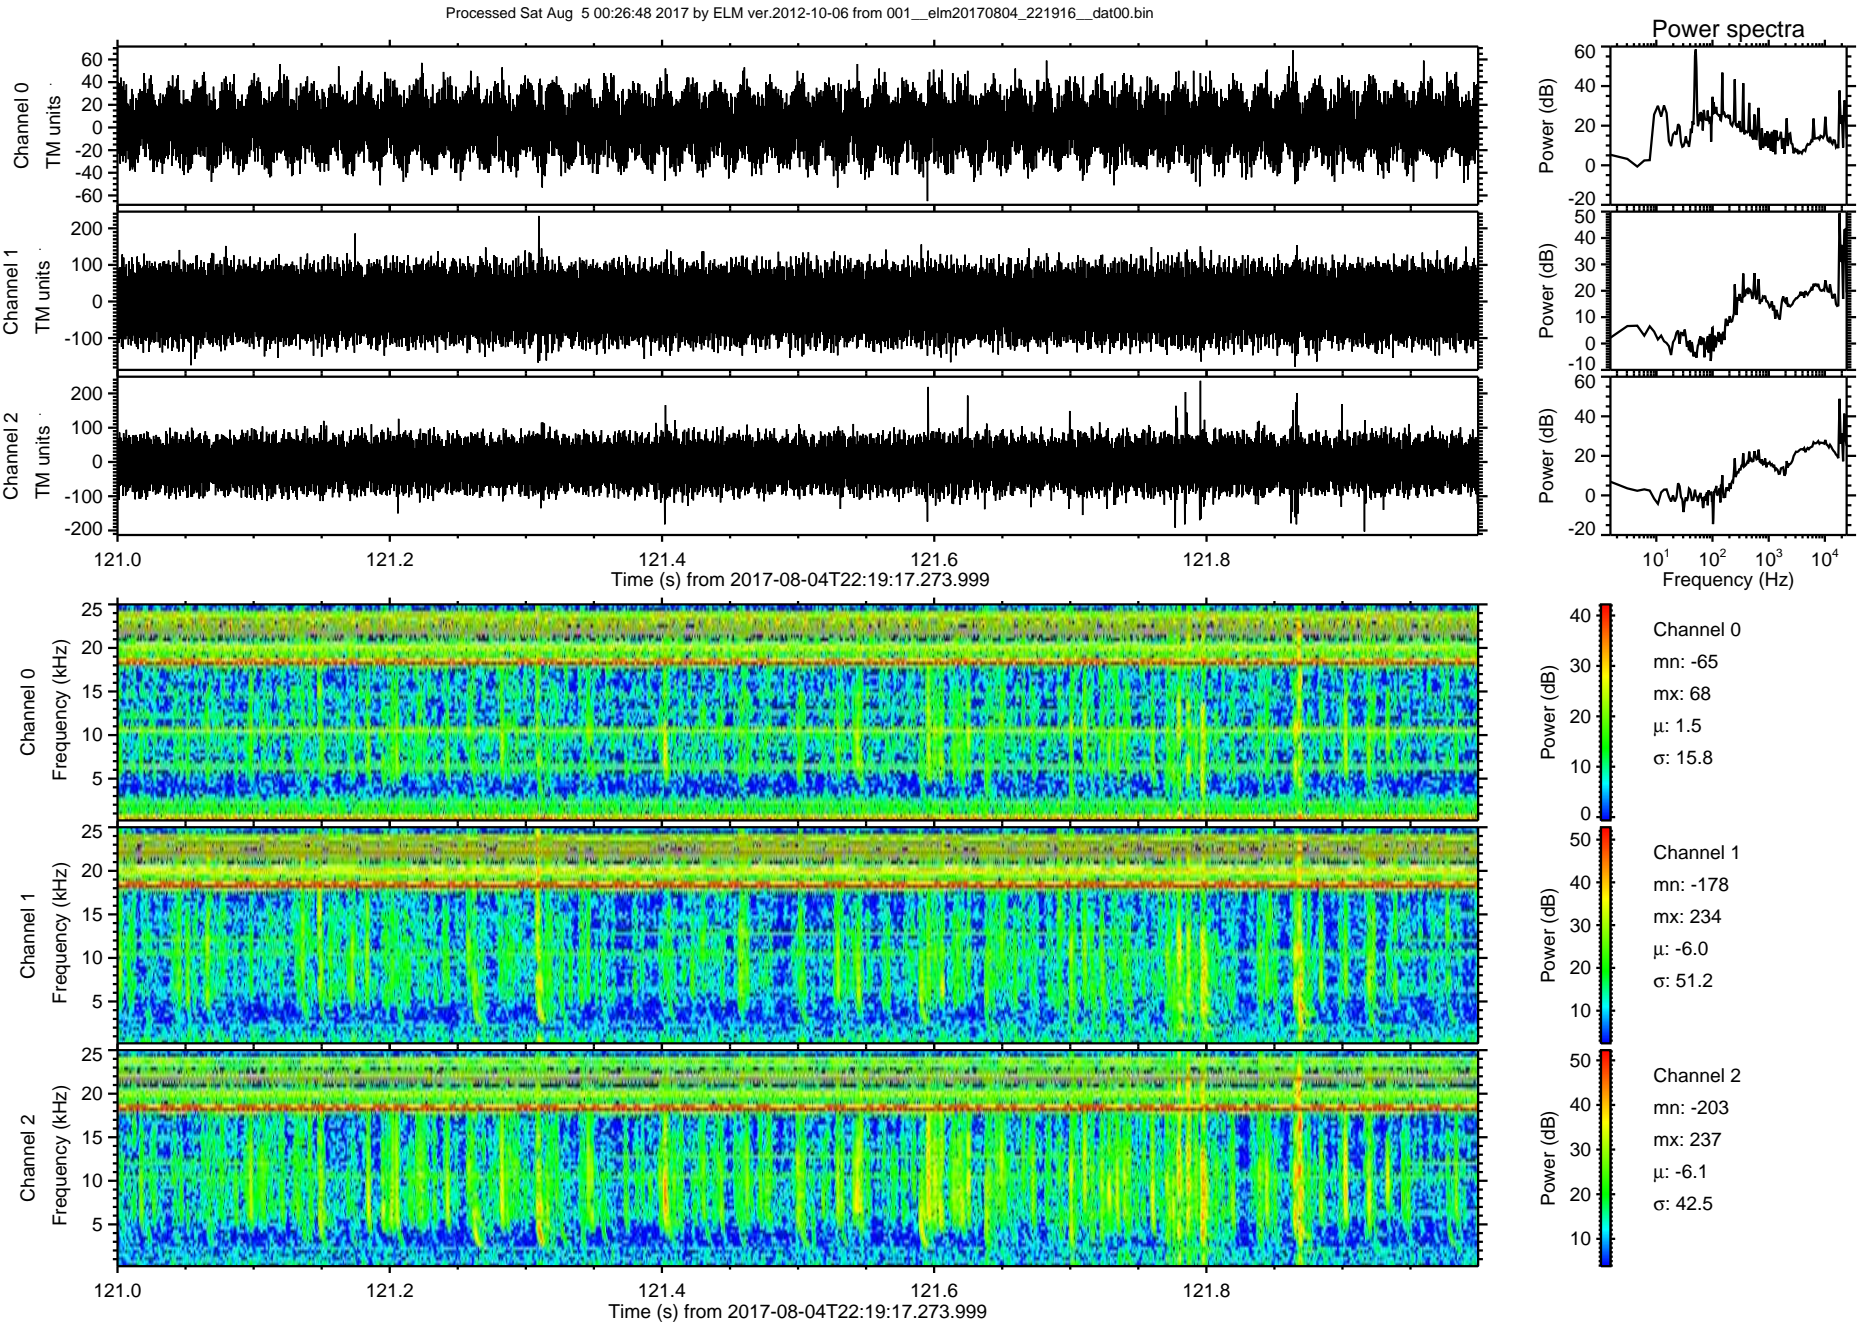 Processed Sat Aug  5 00:26:48 2017 by ELM ver.2012-10-06 from 001__elm20170804_221916__dat00.bin
Power spectra
Channel 0
TM units
60
40
20
0
-20
-40
-60
Power (dB)
60
40
20
0
-20
Channel 1
TM units
200
100
0
-100
Power (dB)
50
40
30
20
10
0
-10
Channel 2
TM units
200
100
0
-100
-200
Power (dB)
60
40
20
0
-20
121.0 121.2 121.4 121.6 121.8
Time (s) from 2017-08-04T22:19:17.273.999
10^1 10^2 10^3 10^4
Frequency (Hz)
Channel 0
Frequency (kHz)
25
20
15
10
5
Power (dB)
40
30
20
10
0
Channel 0
mn: -65
mx: 68
μ: 1.5
σ: 15.8
Channel 1
Frequency (kHz)
25
20
15
10
5
Power (dB)
50
40
30
20
10
Channel 1
mn: -178
mx: 234
μ: -6.0
σ: 51.2
Channel 2
Frequency (kHz)
25
20
15
10
5
Power (dB)
50
40
30
20
10
Channel 2
mn: -203
mx: 237
μ: -6.1
σ: 42.5
121.0 121.2 121.4 121.6 121.8
Time (s) from 2017-08-04T22:19:17.273.999